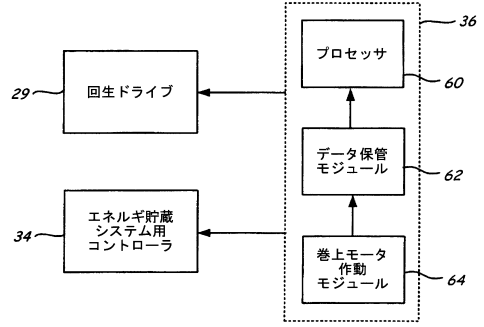 36
プロセッサ
60
回生ドライブ
29
データ保管
モジュール
62
エネルギ貯蔵
システム用
コントローラ
34
巻上モータ
作動
モジュール
64